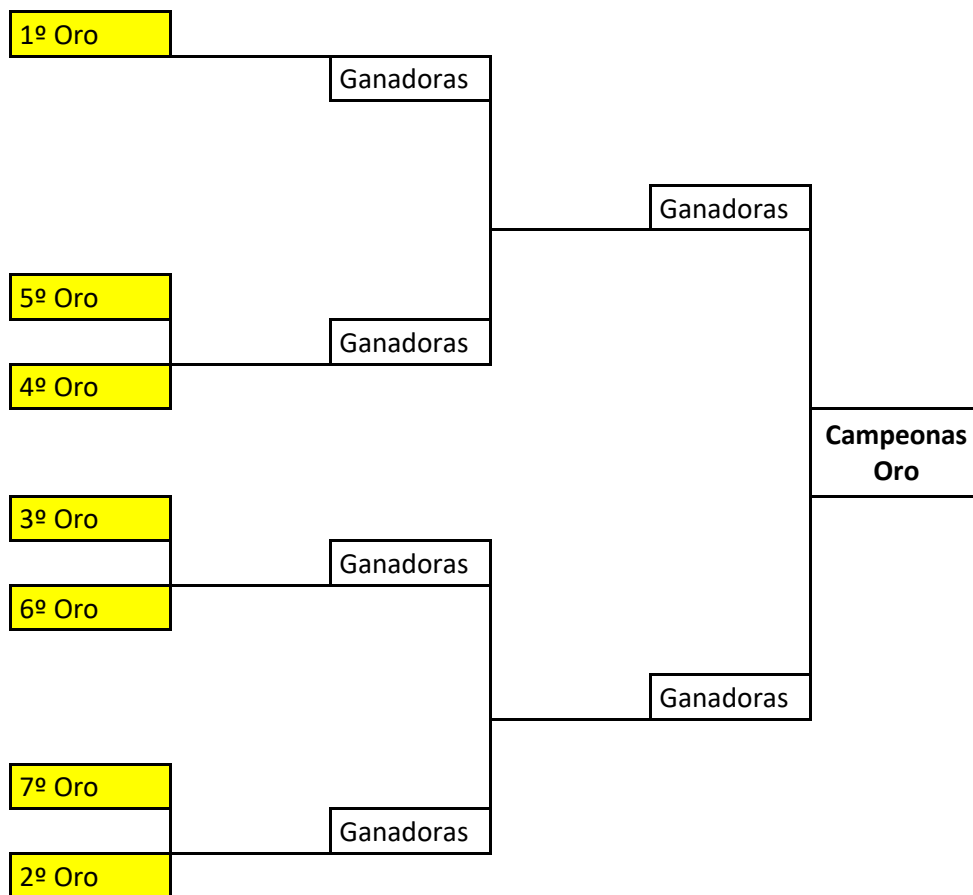 1º Oro
Ganadoras
Ganadoras
5º Oro
Ganadoras
4º Oro
Campeonas
Oro
3º Oro
Ganadoras
6º Oro
Ganadoras
7º Oro
Ganadoras
2º Oro